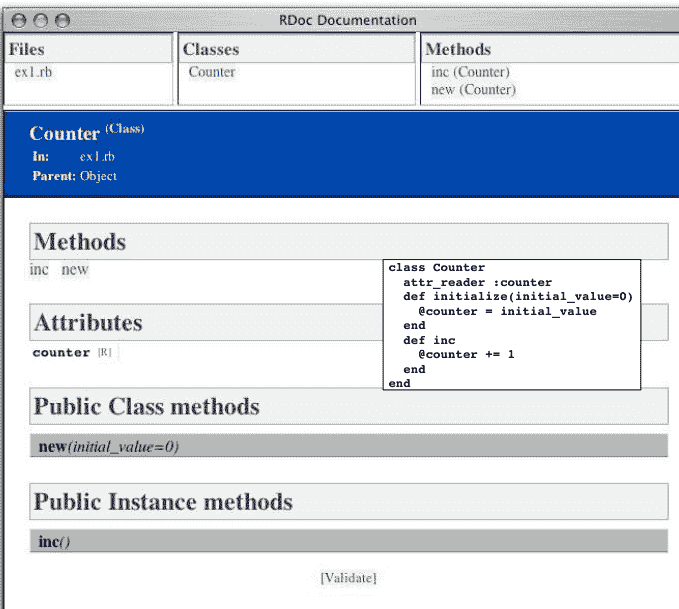 RDoc Documentation
Files
ex1.rb
Classes
Counter
Methods
inc (Counter)
new (Counter)
Counter (Class)
In: ex1.rb
Parent: Object
Methods
inc new
class Counter
  attr_reader :counter
  def initialize(initial_value=0)
    @counter = initial_value
  end
  def inc
    @counter += 1
  end
end
Attributes
counter [R]
Public Class methods
new(initial_value=0)
Public Instance methods
inc()
[Validate]